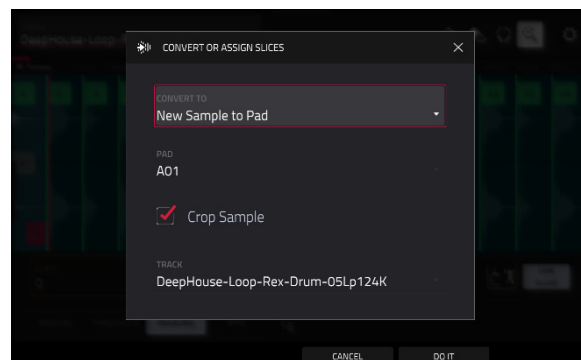 CONVERT OR ASSIGN SLICES
CONVERT TO
New Sample to Pad
PAD
A01
Crop Sample
TRACK
DeepHouse-Loop-Rex-Drum-05Lp124K
CANCEL
DO IT